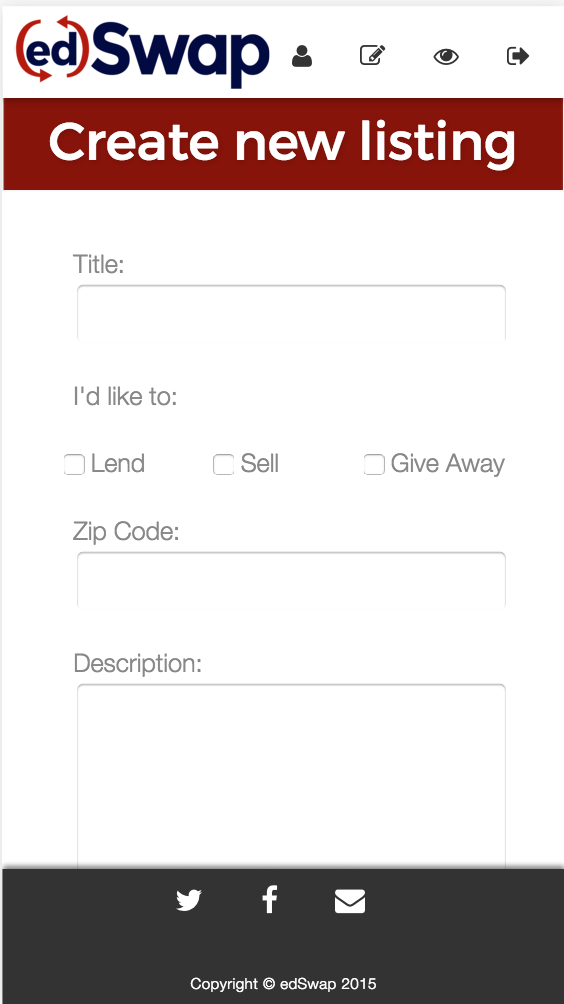 edSwap
Create new listing
Title:
I'd like to:
Lend Sell Give Away
Zip Code:
Description:
Copyright © edSwap 2015